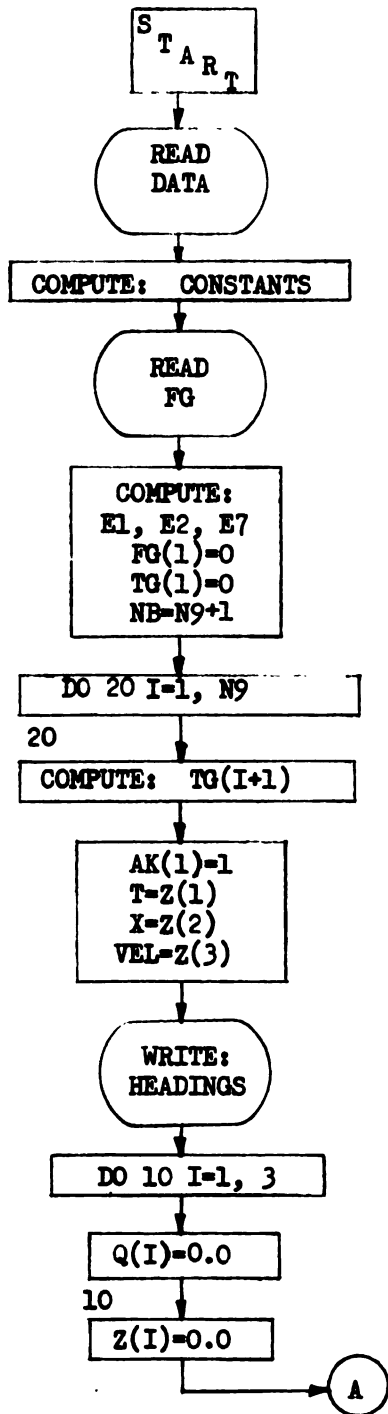 START
READ
DATA
COMPUTE: CONSTANTS
READ
FG
COMPUTE:
E1, E2, E7
FG(1)=0
TG(1)=0
NB=N9+1
DO 20 I=1, N9
20
COMPUTE: TG(I+1)
AK(1)=1
T=Z(1)
X=Z(2)
VEL=Z(3)
WRITE:
HEADINGS
DO 10 I=1, 3
Q(I)=0.0
10
Z(I)=0.0
A